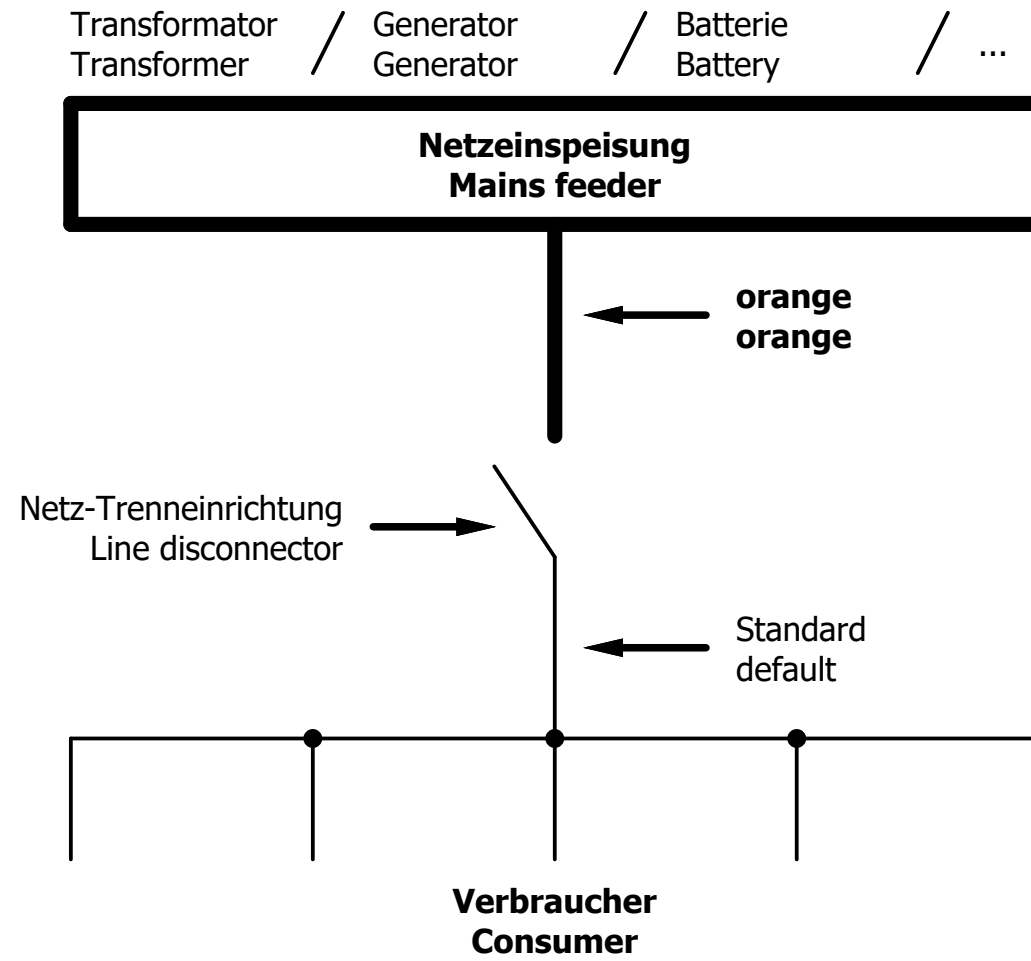 Transformator / Generator / Batterie / ...
Transformer / Generator / Battery
Netzeinspeisung
Mains feeder
orange
orange
Netz-Trenneinrichtung
Line disconnector
Standard
default
Verbraucher
Consumer